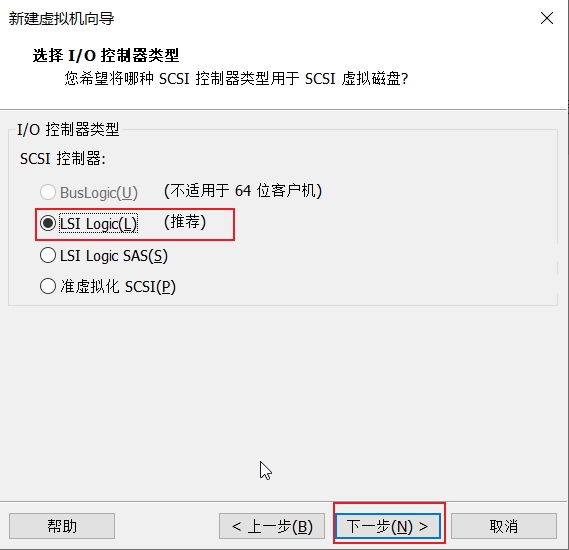 新建虚拟机向导
选择 I/O 控制器类型
您希望将哪种 SCSI 控制器类型用于 SCSI 虚拟磁盘?
I/O 控制器类型
SCSI 控制器:
BusLogic(U) (不适用于 64 位客户机)
LSI Logic(L) (推荐)
LSI Logic SAS(S)
准虚拟化 SCSI(P)
帮助 < 上一步(B) 下一步(N) > 取消